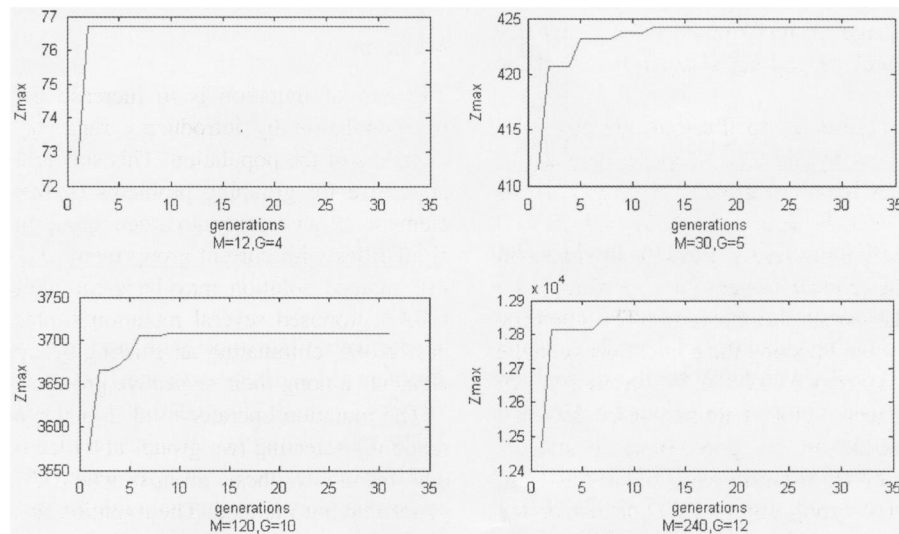 77
76
75
74
73
72
Zmax
0 5 10 15 20 25 30 35
generations
M=12,G=4
425
420
415
410
Zmax
0 5 10 15 20 25 30 35
generations
M=30,G=5
3750
3700
3650
3600
3550
Zmax
0 5 10 15 20 25 30 35
generations
M=120,G=10
x 10⁴
1.29
1.28
1.27
1.26
1.25
1.24
Zmax
0 5 10 15 20 25 30 35
generations
M=240,G=12